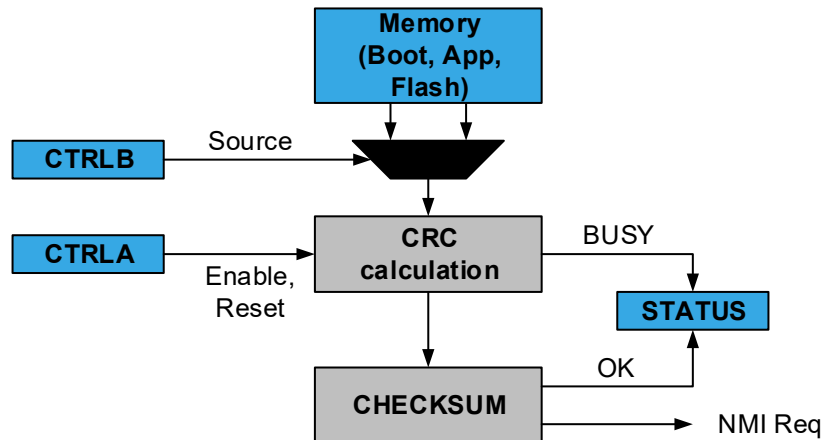 Memory
(Boot, App,
Flash)
CTRLB
Source
CTRLA
Enable,
Reset
CRC
calculation
BUSY
STATUS
CHECKSUM
OK
NMI Req